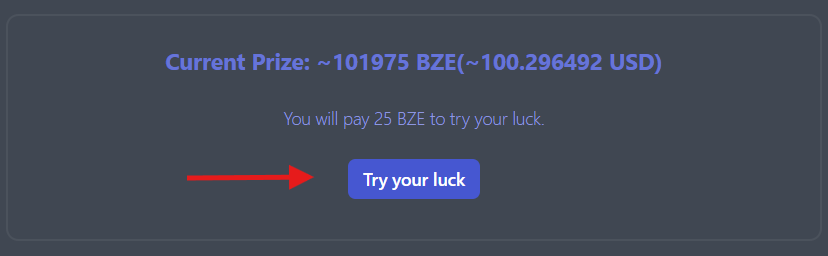 Current Prize: ~101975 BZE(~100.296492 USD)
You will pay 25 BZE to try your luck.
Try your luck